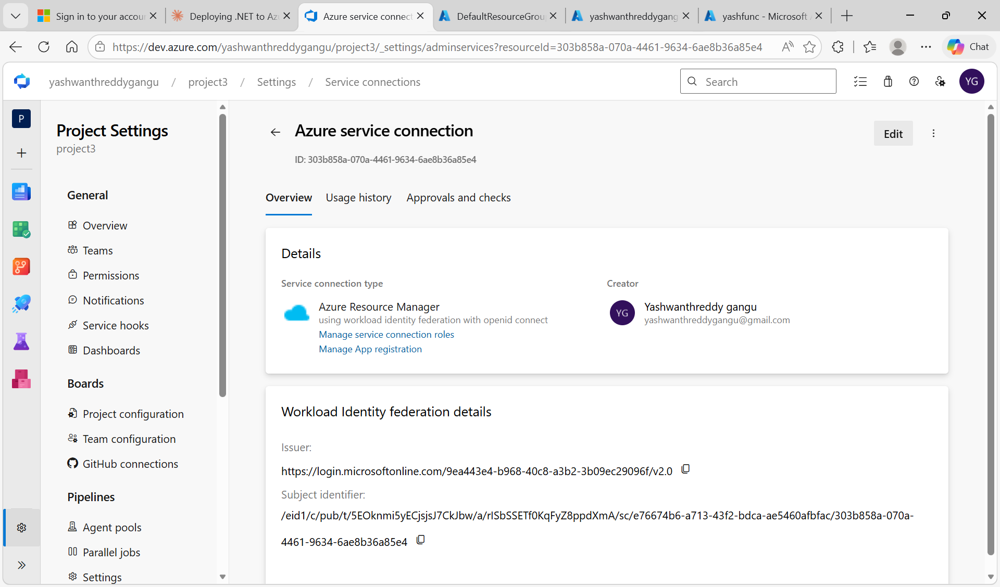 Sign in to your accou
Deploying .NET to Az
Azure service connect
DefaultResourceGrou
yashwanthreddygang
yashfunc - Microsoft
https://dev.azure.com/yashwanthreddygangu/project3/_settings/adminservices?resourceId=303b858a-070a-4461-9634-6ae8b36a85e4
Chat
yashwanthreddygangu / project3 / Settings / Service connections
Search
YG
P
Project Settings
project3
General
Overview
Teams
Permissions
Notifications
Service hooks
Dashboards
Boards
Project configuration
Team configuration
GitHub connections
Pipelines
Agent pools
Parallel jobs
Settings
Azure service connection
Edit
ID: 303b858a-070a-4461-9634-6ae8b36a85e4
Overview
Usage history
Approvals and checks
Details
Service connection type
Azure Resource Manager
using workload identity federation with openid connect
Manage service connection roles
Manage App registration
Creator
YG
Yashwanthreddy gangu
yashwanthreddygangu@gmail.com
Workload Identity federation details
Issuer:
https://login.microsoftonline.com/9ea443e4-b968-40c8-a3b2-3b09ec29096f/v2.0
Subject identifier:
/eid1/c/pub/t/5EOknmi5yECjsjsJ7CkJbw/a/rISbSSETf0KqFyZ8ppdXmA/sc/e76674b6-a713-43f2-bdca-ae5460afbfac/303b858a-070a-
4461-9634-6ae8b36a85e4